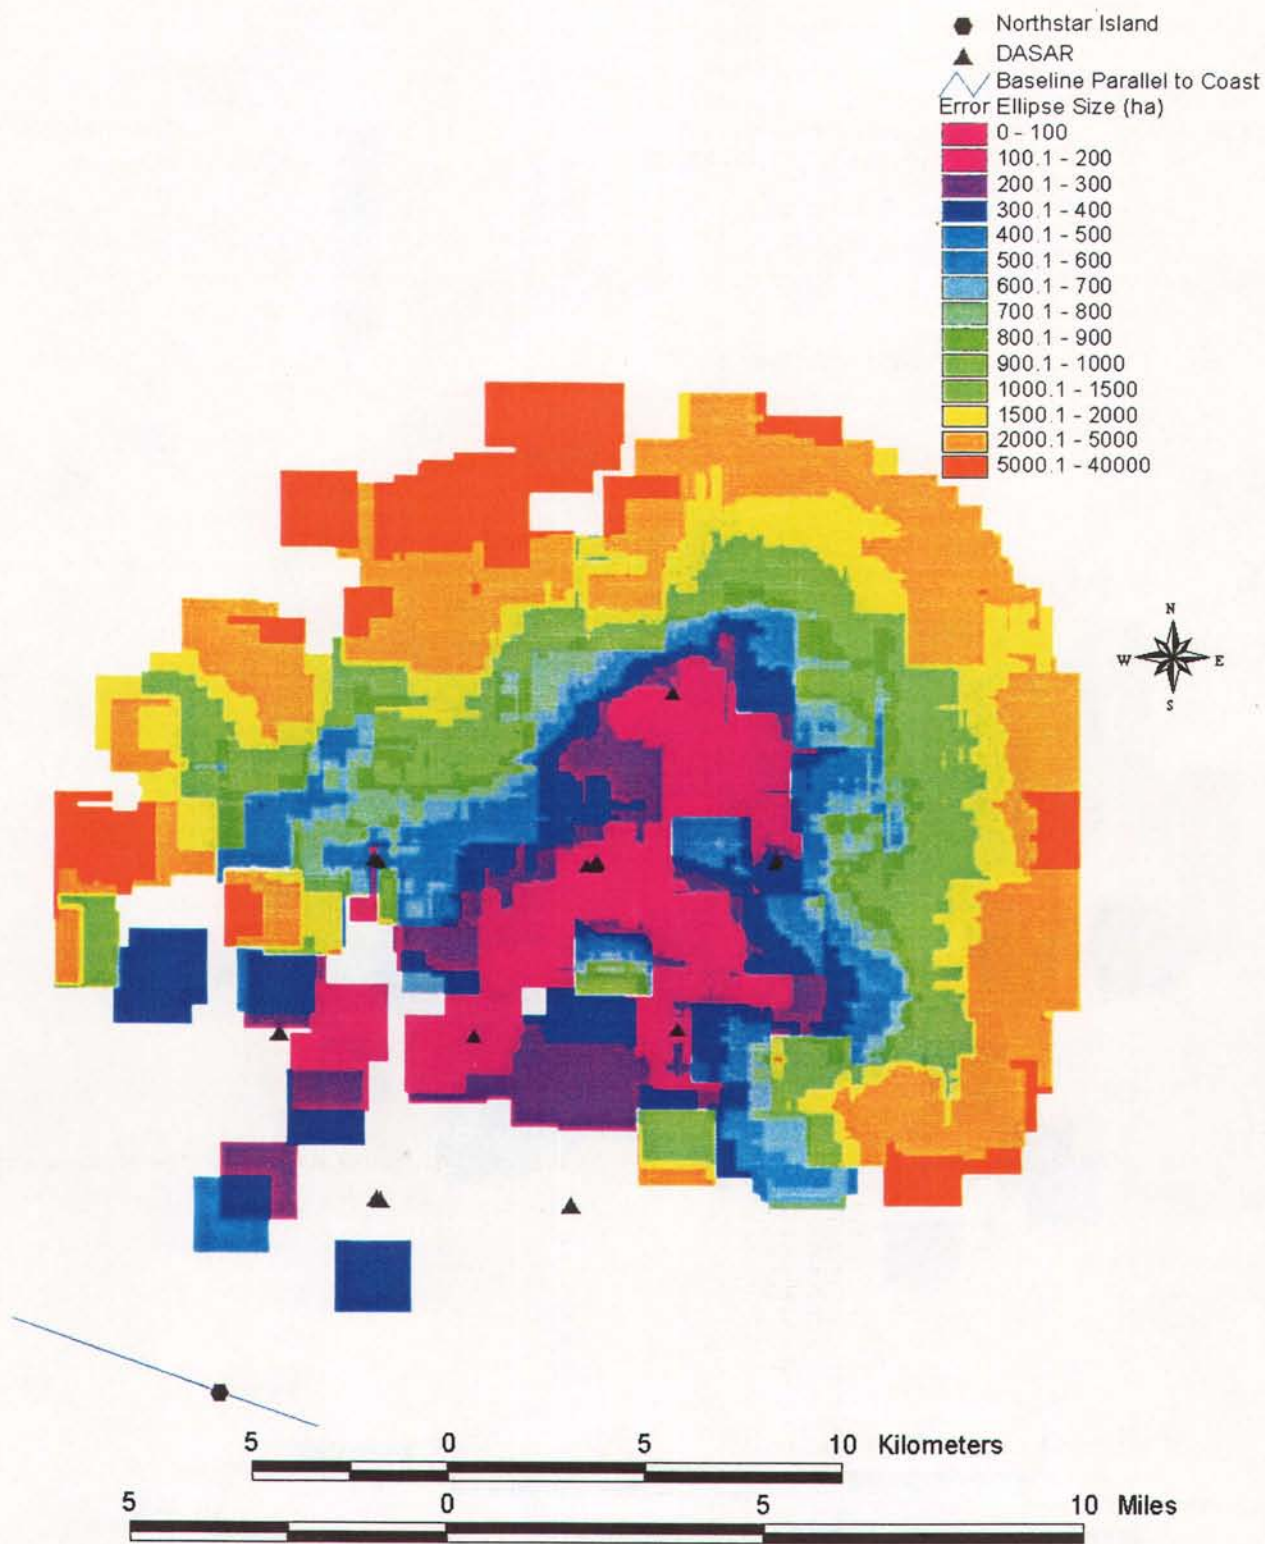 Northstar Island
DASAR
Baseline Parallel to Coast
Error Ellipse Size (ha)
0 - 100
100.1 - 200
200.1 - 300
300.1 - 400
400.1 - 500
500.1 - 600
600.1 - 700
700.1 - 800
800.1 - 900
900.1 - 1000
1000.1 - 1500
1500.1 - 2000
2000.1 - 5000
5000.1 - 40000
N
W E
S
5 0 5 10 Kilometers
5 0 5 10 Miles